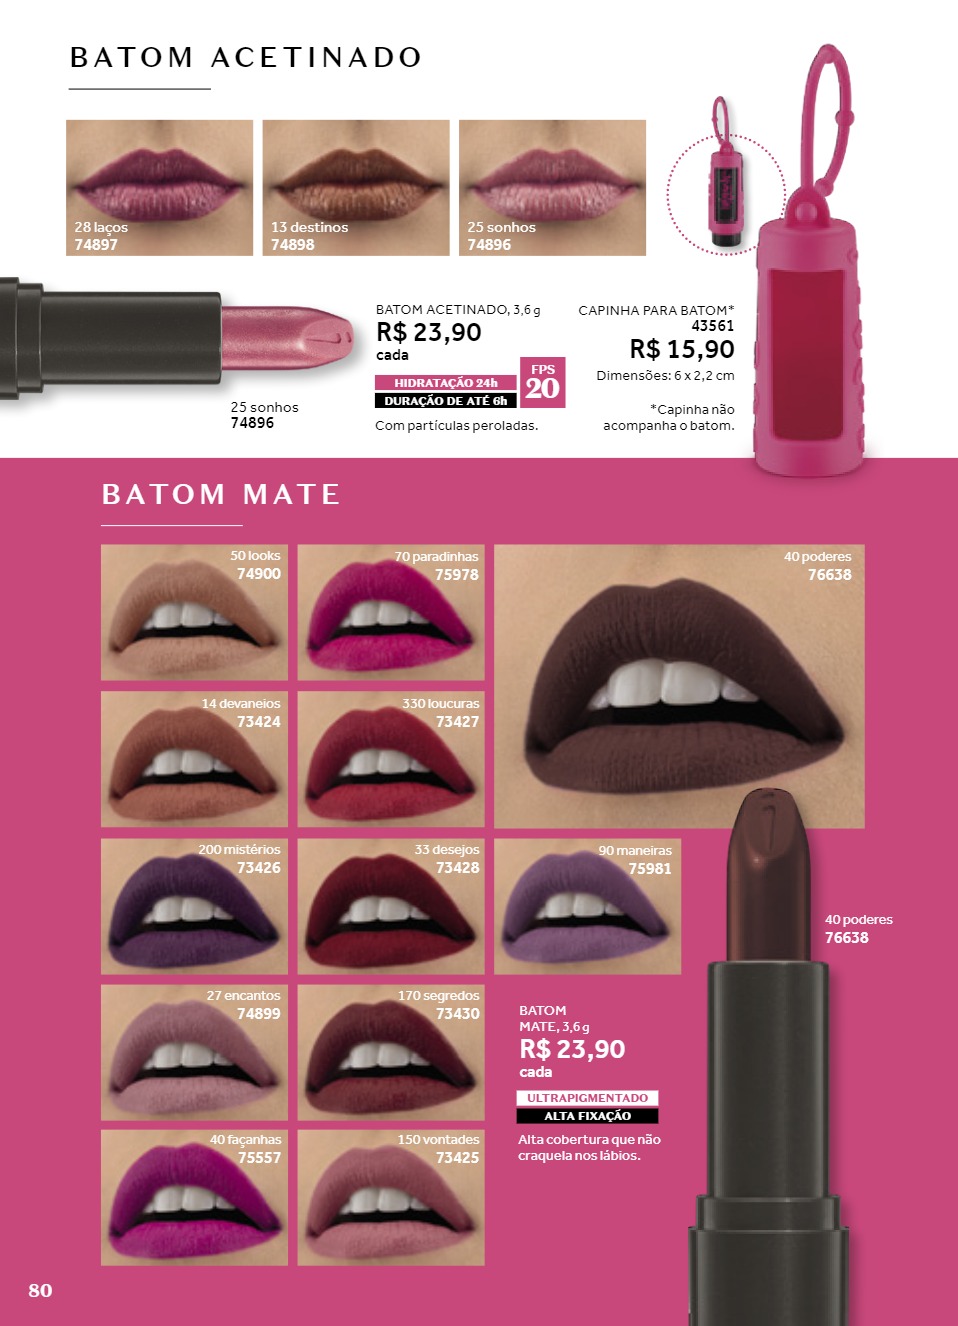 BATOM ACETINADO
28 laços
74897
13 destinos
74898
25 sonhos
74896
BATOM ACETINADO, 3,6 g
R$ 23,90
cada
HIDRATAÇÃO 24h
DURAÇÃO DE ATÉ 6h
FPS
20
Com partículas peroladas.
CAPINHA PARA BATOM*
43561
R$ 15,90
Dimensões: 6 x 2,2 cm
*Capinha não
acompanha o batom.
25 sonhos
74896
BATOM MATE
50 looks
74900
70 paradinhas
75978
40 poderes
76638
14 devaneios
73424
330 loucuras
73427
200 mistérios
73426
33 desejos
73428
90 maneiras
75981
40 poderes
76638
27 encantos
74899
170 segredos
73430
BATOM
MATE, 3,6 g
R$ 23,90
cada
ULTRAPIGMENTADO
ALTA FIXAÇÃO
Alta cobertura que não
craquela nos lábios.
40 façanhas
75557
150 vontades
73425
80